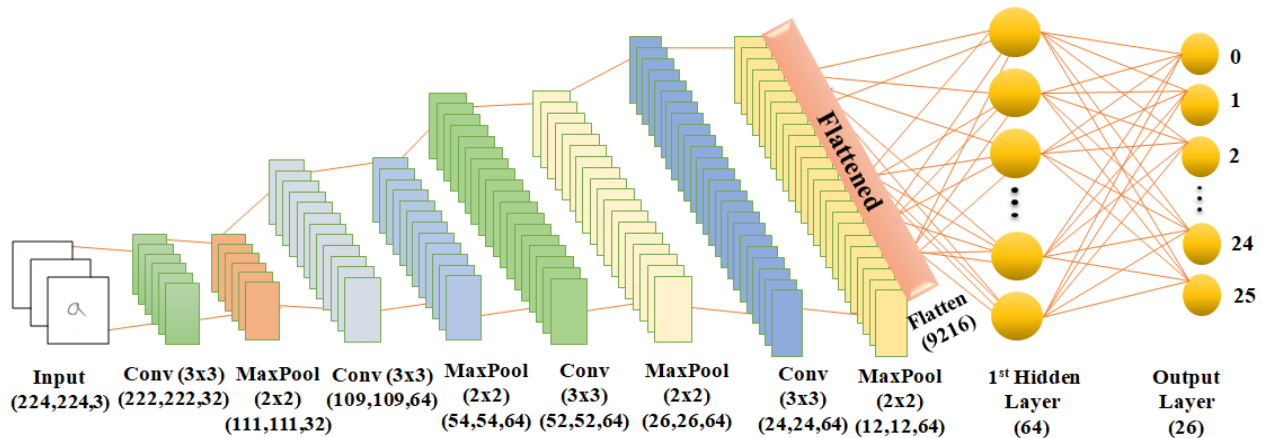 a
Flattened
Flatten
(9216)
0
1
2
24
25
Input
(224,224,3)
Conv (3x3)
(222,222,32)
MaxPool
(2x2)
(111,111,32)
Conv (3x3)
(109,109,64)
MaxPool
(2x2)
(54,54,64)
Conv
(3x3)
(52,52,64)
MaxPool
(2x2)
(26,26,64)
Conv
(3x3)
(24,24,64)
MaxPool
(2x2)
(12,12,64)
1st Hidden
Layer
(64)
Output
Layer
(26)